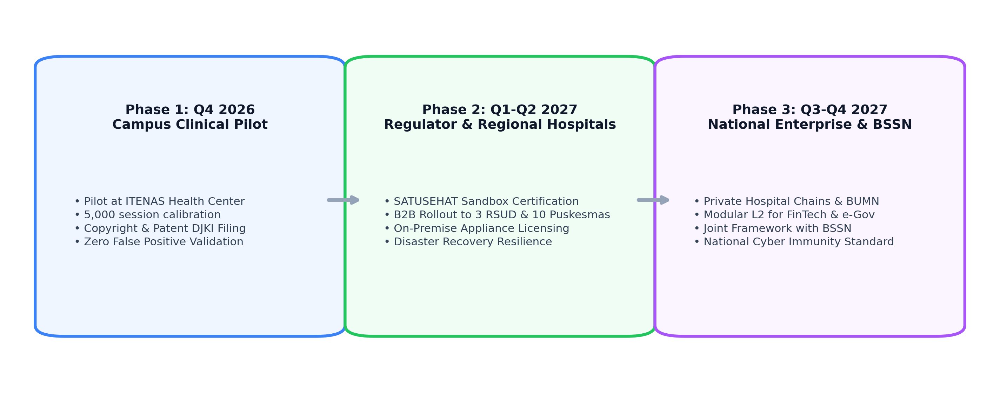 Phase 1: Q4 2026
Campus Clinical Pilot
• Pilot at ITENAS Health Center
• 5,000 session calibration
• Copyright & Patent DJKI Filing
• Zero False Positive Validation
Phase 2: Q1-Q2 2027
Regulator & Regional Hospitals
• SATUSEHAT Sandbox Certification
• B2B Rollout to 3 RSUD & 10 Puskesmas
• On-Premise Appliance Licensing
• Disaster Recovery Resilience
Phase 3: Q3-Q4 2027
National Enterprise & BSSN
• Private Hospital Chains & BUMN
• Modular L2 for FinTech & e-Gov
• Joint Framework with BSSN
• National Cyber Immunity Standard